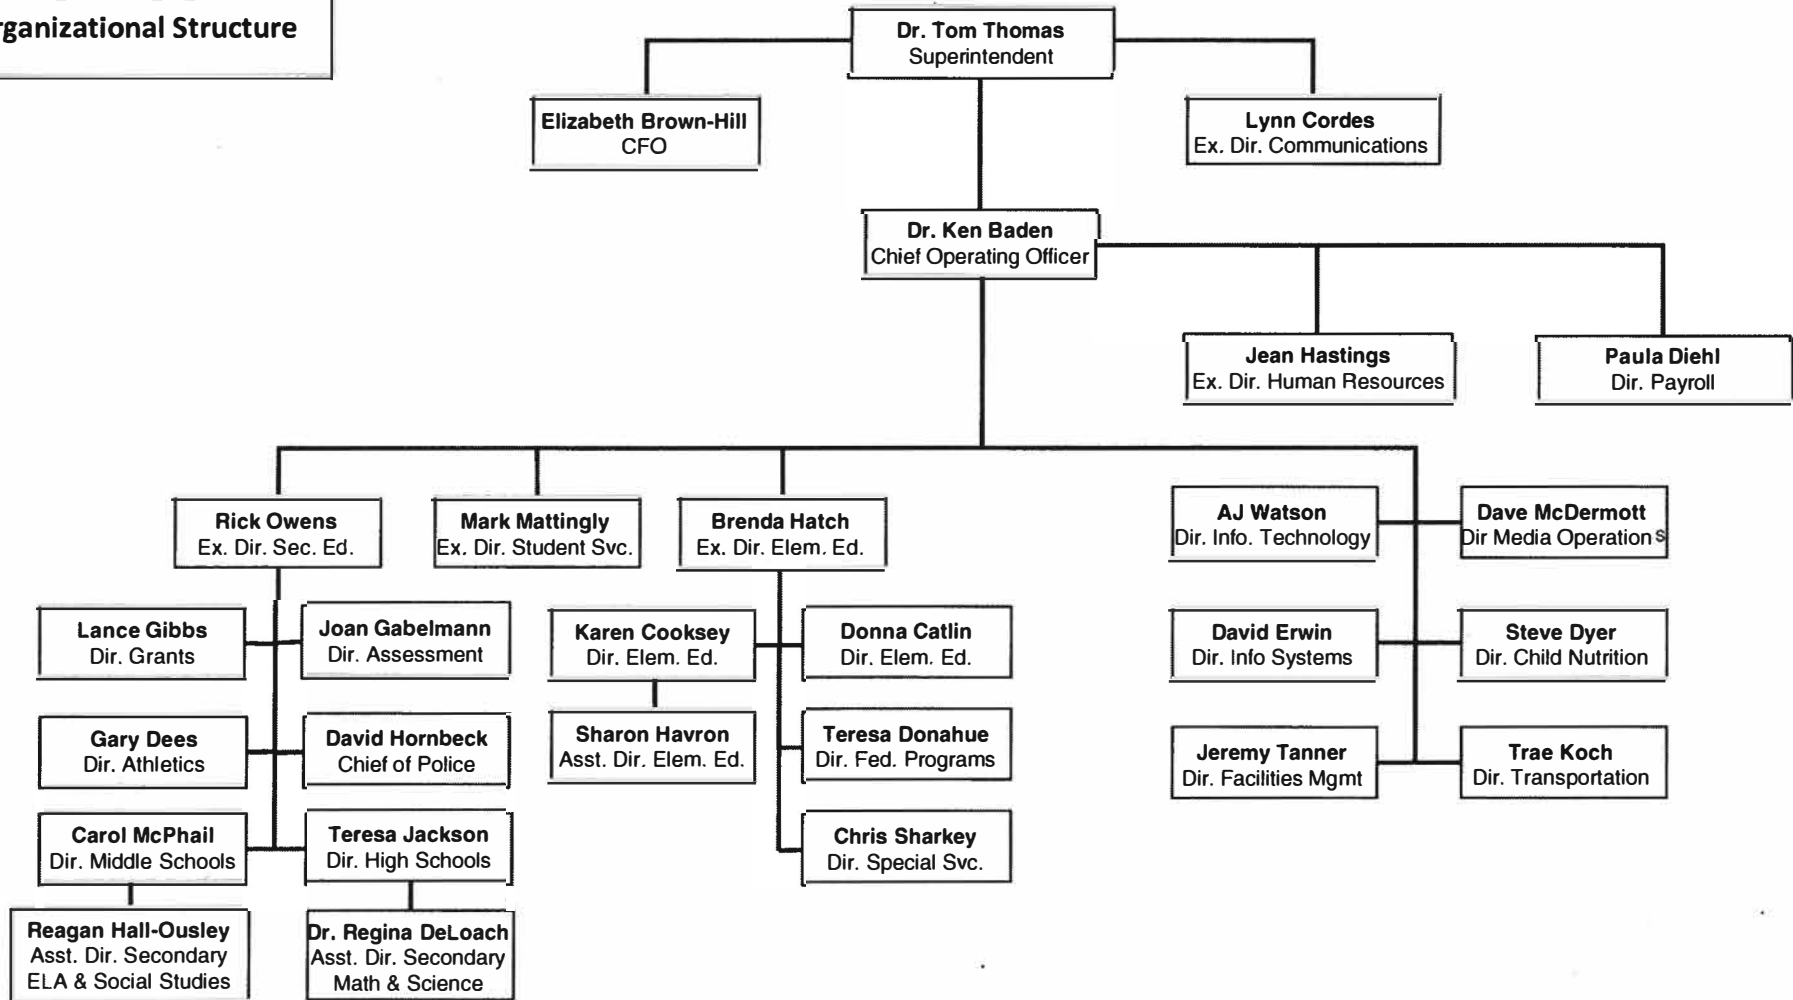 Organizational Structure
Dr. Tom Thomas
Superintendent
Elizabeth Brown-Hill
CFO
Lynn Cordes
Ex. Dir. Communications
Dr. Ken Baden
Chief Operating Officer
Jean Hastings
Ex. Dir. Human Resources
Paula Diehl
Dir. Payroll
Rick Owens
Ex. Dir. Sec. Ed.
Mark Mattingly
Ex. Dir. Student Svc.
Brenda Hatch
Ex. Dir. Elem. Ed.
AJ Watson
Dir. Info. Technology
Dave McDermott
Dir Media Operations
Lance Gibbs
Dir. Grants
Joan Gabelmann
Dir. Assessment
Karen Cooksey
Dir. Elem. Ed.
Donna Catlin
Dir. Elem. Ed.
David Erwin
Dir. Info Systems
Steve Dyer
Dir. Child Nutrition
Gary Dees
Dir. Athletics
David Hornbeck
Chief of Police
Sharon Havron
Asst. Dir. Elem. Ed.
Teresa Donahue
Dir. Fed. Programs
Jeremy Tanner
Dir. Facilities Mgmt
Trae Koch
Dir. Transportation
Carol McPhail
Dir. Middle Schools
Teresa Jackson
Dir. High Schools
Chris Sharkey
Dir. Special Svc.
Reagan Hall-Ousley
Asst. Dir. Secondary
ELA & Social Studies
Dr. Regina DeLoach
Asst. Dir. Secondary
Math & Science